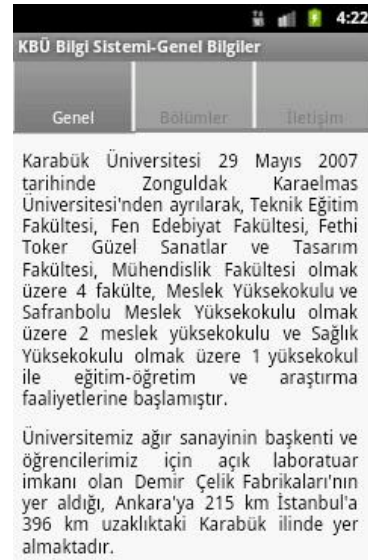 4:22
KBÜ Bilgi Sistemi-Genel Bilgiler
Genel Bölümler İletişim
Karabük Üniversitesi 29 Mayıs 2007
tarihinde Zonguldak Karaelmas
Üniversitesi'nden ayrılarak, Teknik Eğitim
Fakültesi, Fen Edebiyat Fakültesi, Fethi
Toker Güzel Sanatlar ve Tasarım
Fakültesi, Mühendislik Fakültesi olmak
üzere 4 fakülte, Meslek Yüksekokulu ve
Safranbolu Meslek Yüksekokulu olmak
üzere 2 meslek yüksekokulu ve Sağlık
Yüksekokulu olmak üzere 1 yüksekokul
ile eğitim-öğretim ve araştırma
faaliyetlerine başlamıştır.
Üniversitemiz ağır sanayinin başkenti ve
öğrencilerimiz için açık laboratuar
imkanı olan Demir Çelik Fabrikaları'nın
yer aldığı, Ankara'ya 215 km İstanbul'a
396 km uzaklıktaki Karabük ilinde yer
almaktadır.